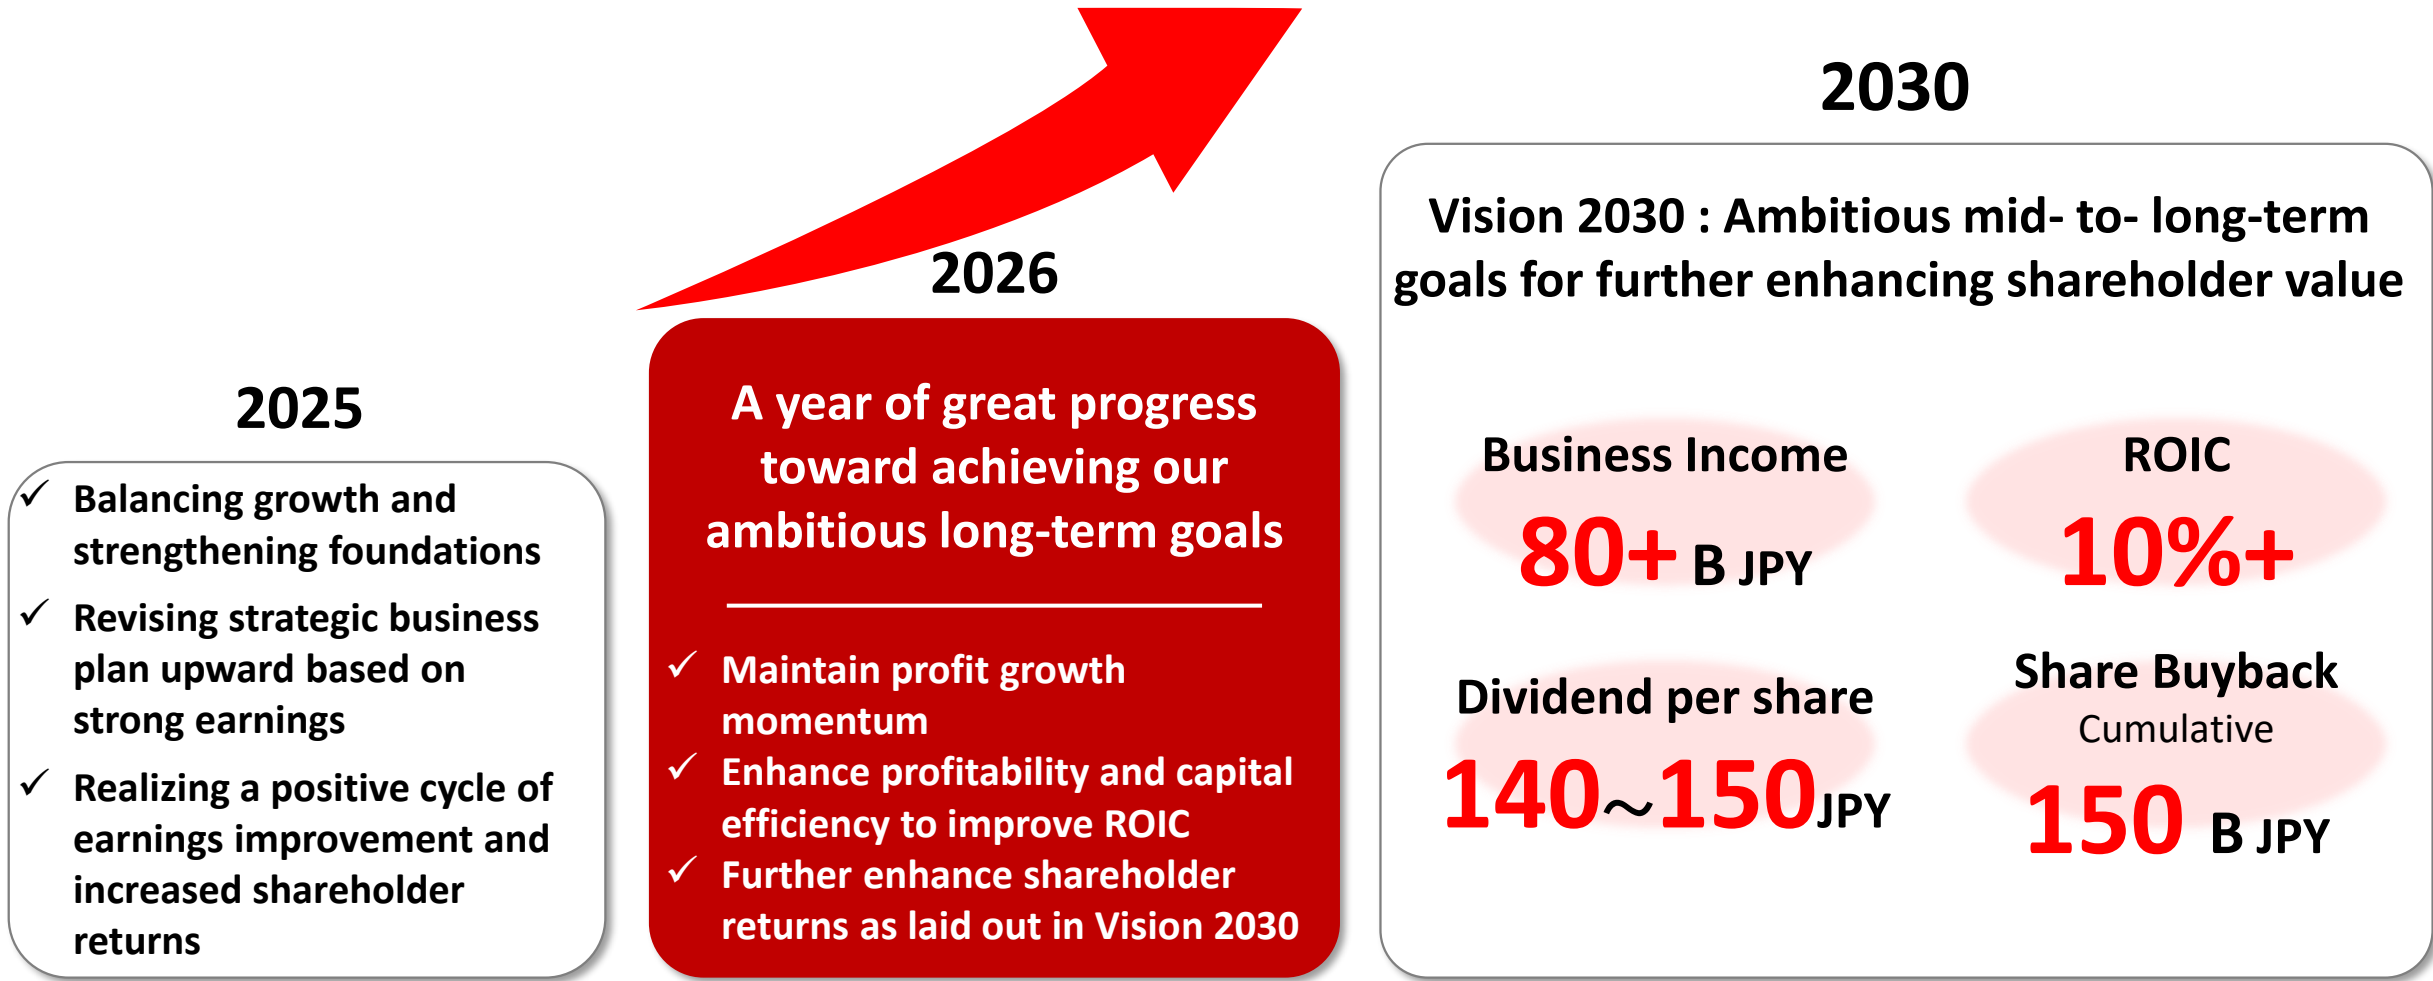 2025
✓ Balancing growth and
strengthening foundations
✓ Revising strategic business
plan upward based on
strong earnings
✓ Realizing a positive cycle of
earnings improvement and
increased shareholder
returns
2026
A year of great progress
toward achieving our
ambitious long-term goals
✓ Maintain profit growth
momentum
✓ Enhance profitability and capital
efficiency to improve ROIC
✓ Further enhance shareholder
returns as laid out in Vision 2030
2030
Vision 2030 : Ambitious mid- to- long-term
goals for further enhancing shareholder value
Business Income
80+ B JPY
ROIC
10%+
Dividend per share
140~150JPY
Share Buyback
Cumulative
150 B JPY